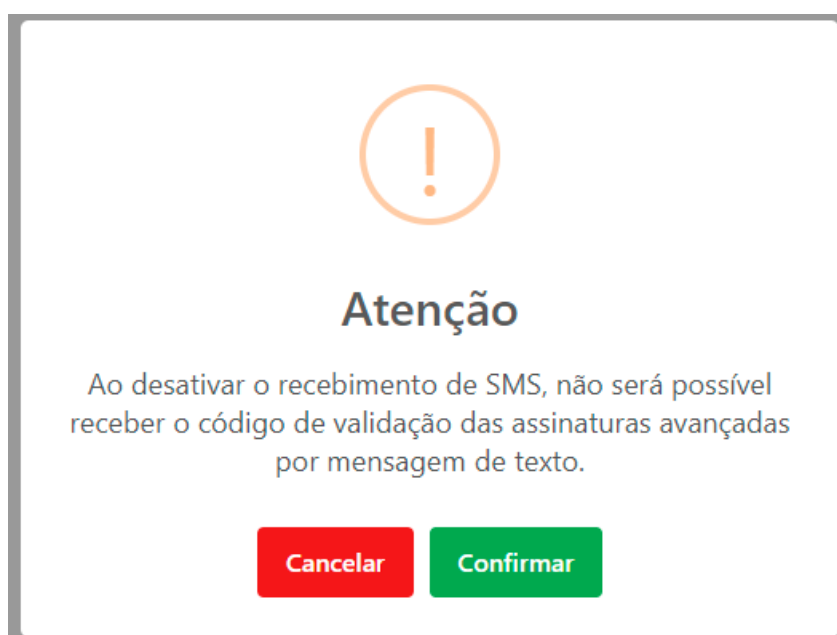 !
Atenção
Ao desativar o recebimento de SMS, não será possível
receber o código de validação das assinaturas avançadas
por mensagem de texto.
Cancelar
Confirmar